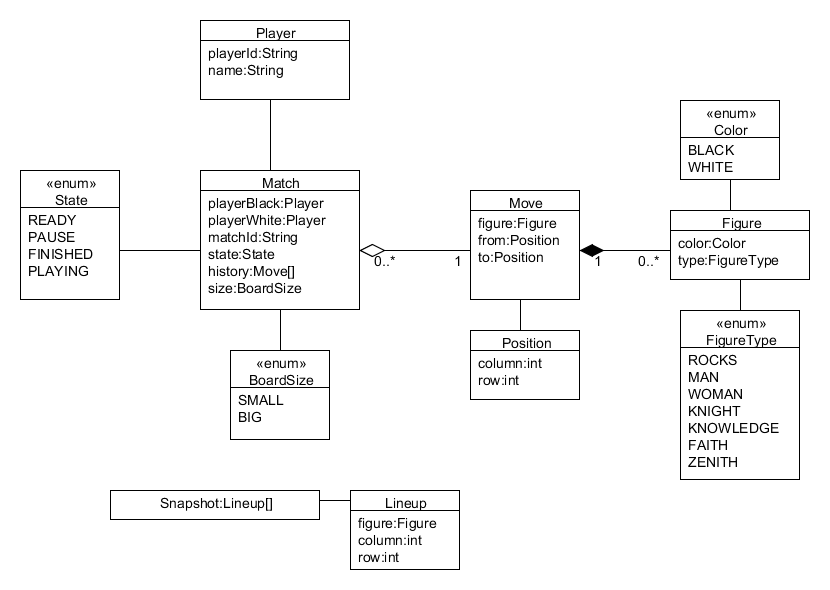 Player
playerId:String
name:String
«enum»
Color
BLACK
WHITE
«enum»
State
READY
PAUSE
FINISHED
PLAYING
Match
playerBlack:Player
playerWhite:Player
matchId:String
state:State
history:Move[]
size:BoardSize
0..*
1
Move
figure:Figure
from:Position
to:Position
1
0..*
Figure
color:Color
type:FigureType
«enum»
BoardSize
SMALL
BIG
Position
column:int
row:int
«enum»
FigureType
ROCKS
MAN
WOMAN
KNIGHT
KNOWLEDGE
FAITH
ZENITH
Snapshot:Lineup[]
Lineup
figure:Figure
column:int
row:int